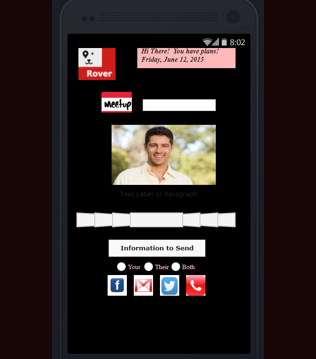 8:02
Hi There! You have plans!
Friday, June 12, 2015
Rover
Meetup
Text Label or Paragraph
Information to Send
Your Their Both
f